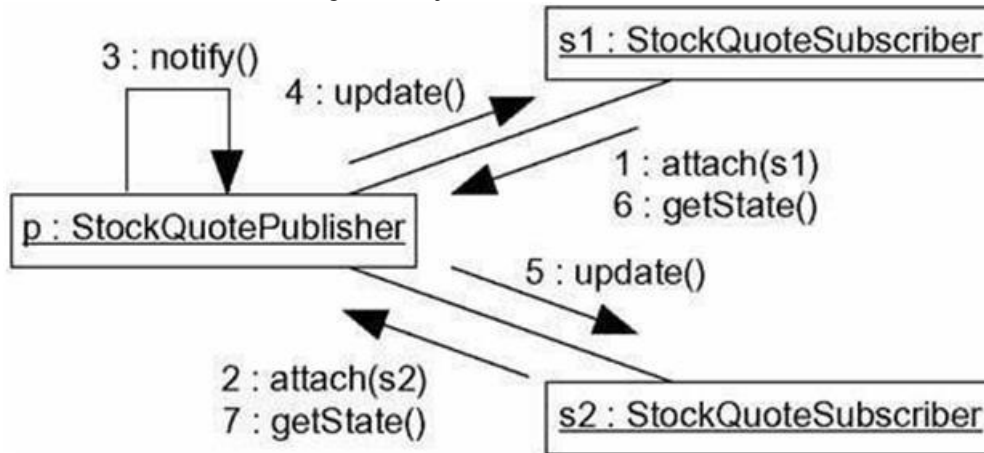 s1 : StockQuoteSubscriber
3 : notify()
4 : update()
1 : attach(s1)
6 : getState()
p : StockQuotePublisher
5 : update()
2 : attach(s2)
7 : getState()
s2 : StockQuoteSubscriber